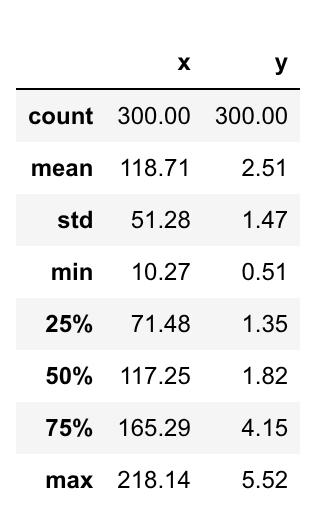 x y
count 300.00 300.00
mean 118.71 2.51
std 51.28 1.47
min 10.27 0.51
25% 71.48 1.35
50% 117.25 1.82
75% 165.29 4.15
max 218.14 5.52